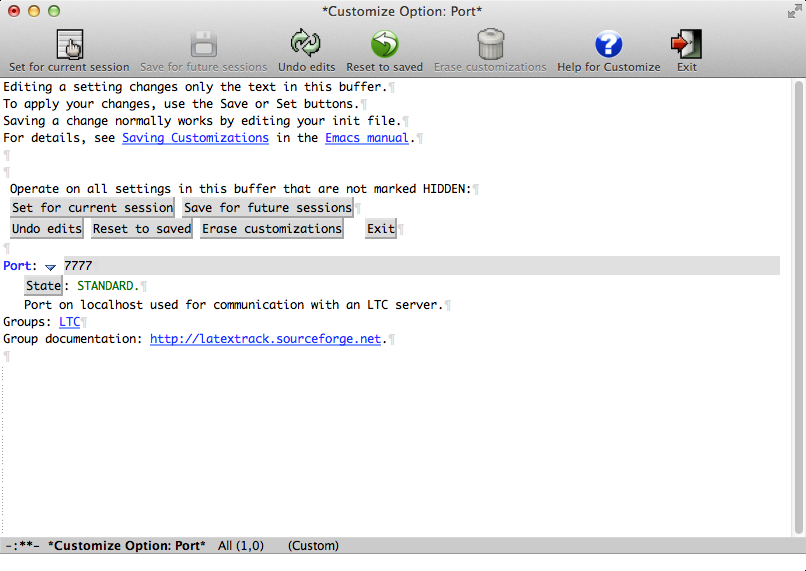 *Customize Option: Port*
Set for current session Save for future sessions Undo edits Reset to saved Erase customizations Help for Customize Exit
Editing a setting changes only the text in this buffer.¶
To apply your changes, use the Save or Set buttons.¶
Saving a change normally works by editing your init file.¶
For details, see Saving Customizations in the Emacs manual.¶
¶
¶
Operate on all settings in this buffer that are not marked HIDDEN:¶
Set for current session Save for future sessions¶
Undo edits Reset to saved Erase customizations Exit¶
¶
Port: 7777
State: STANDARD.¶
Port on localhost used for communication with an LTC server.¶
Groups: LTC¶
Group documentation: http://latextrack.sourceforge.net.¶
¶
-:**- *Customize Option: Port* All (1,0) (Custom)